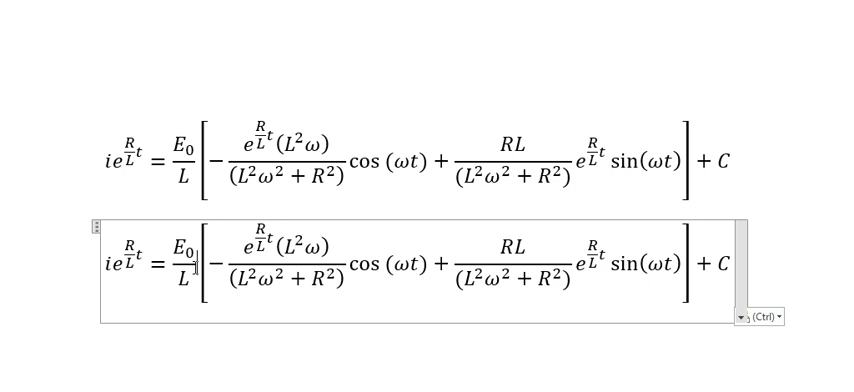 ie^{\frac{R}{L}t} = \frac{E_0}{L} \left[ -\frac{e^{\frac{R}{L}t}(L^2\omega)}{(L^2\omega^2 + R^2)} \cos(\omega t) + \frac{RL}{(L^2\omega^2 + R^2)} e^{\frac{R}{L}t} \sin(\omega t) \right] + C
ie^{\frac{R}{L}t} = \frac{E_0}{L} \left[ -\frac{e^{\frac{R}{L}t}(L^2\omega)}{(L^2\omega^2 + R^2)} \cos(\omega t) + \frac{RL}{(L^2\omega^2 + R^2)} e^{\frac{R}{L}t} \sin(\omega t) \right] + C
(Ctrl)